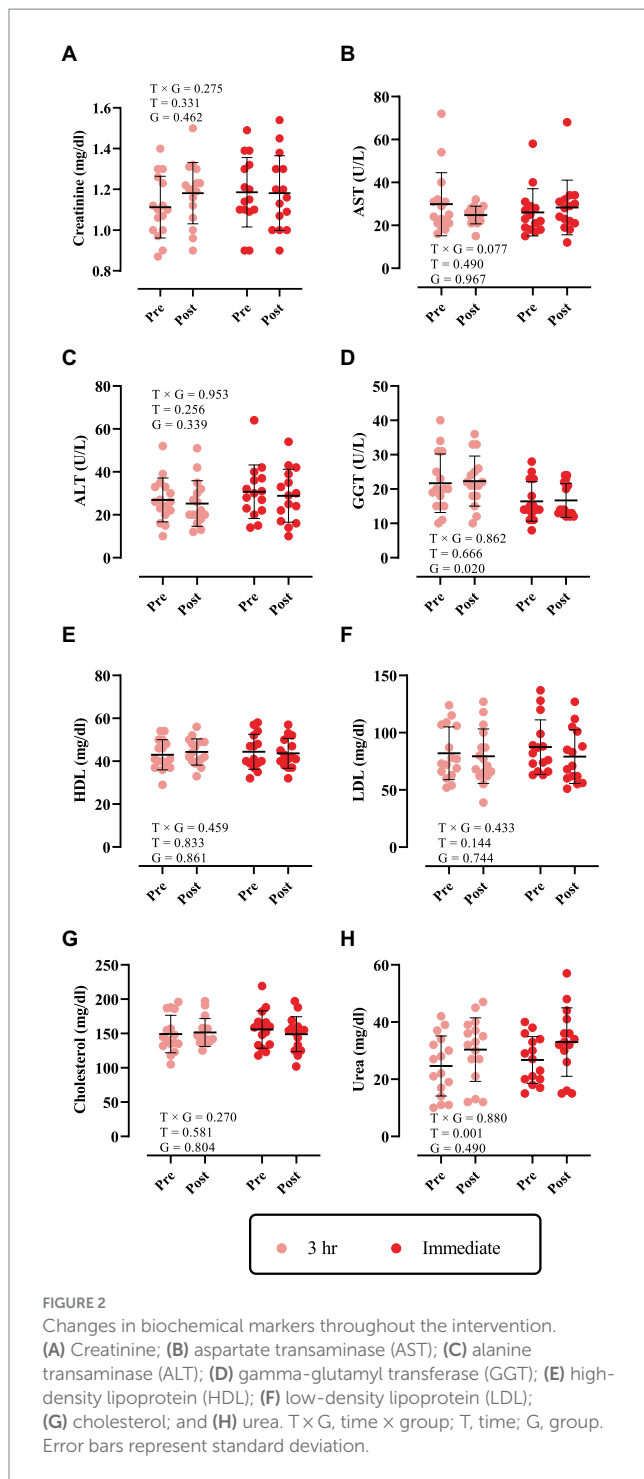 A
Creatinine (mg/dl)
1.6
1.4
1.2
1.0
0.8
T × G = 0.275
T = 0.331
G = 0.462
Pre
Post
Pre
Post
B
AST (U/L)
80
60
40
20
0
T × G = 0.077
T = 0.490
G = 0.967
Pre
Post
Pre
Post
C
ALT (U/L)
80
60
40
20
0
T × G = 0.953
T = 0.256
G = 0.339
Pre
Post
Pre
Post
D
GGT (U/L)
50
40
30
20
10
0
T × G = 0.862
T = 0.666
G = 0.020
Pre
Post
Pre
Post
E
HDL (mg/dl)
80
60
40
20
0
T × G = 0.459
T = 0.833
G = 0.861
Pre
Post
Pre
Post
F
LDL (mg/dl)
150
100
50
0
T × G = 0.433
T = 0.144
G = 0.744
Pre
Post
Pre
Post
G
Cholesterol (mg/dl)
250
200
150
100
50
0
T × G = 0.270
T = 0.581
G = 0.804
Pre
Post
Pre
Post
H
Urea (mg/dl)
60
40
20
0
T × G = 0.880
T = 0.001
G = 0.490
Pre
Post
Pre
Post
3 hr
Immediate
FIGURE 2
Changes in biochemical markers throughout the intervention.
(A) Creatinine; (B) aspartate transaminase (AST); (C) alanine
transaminase (ALT); (D) gamma-glutamyl transferase (GGT); (E) high-
density lipoprotein (HDL); (F) low-density lipoprotein (LDL);
(G) cholesterol; and (H) urea. T × G, time × group; T, time; G, group.
Error bars represent standard deviation.